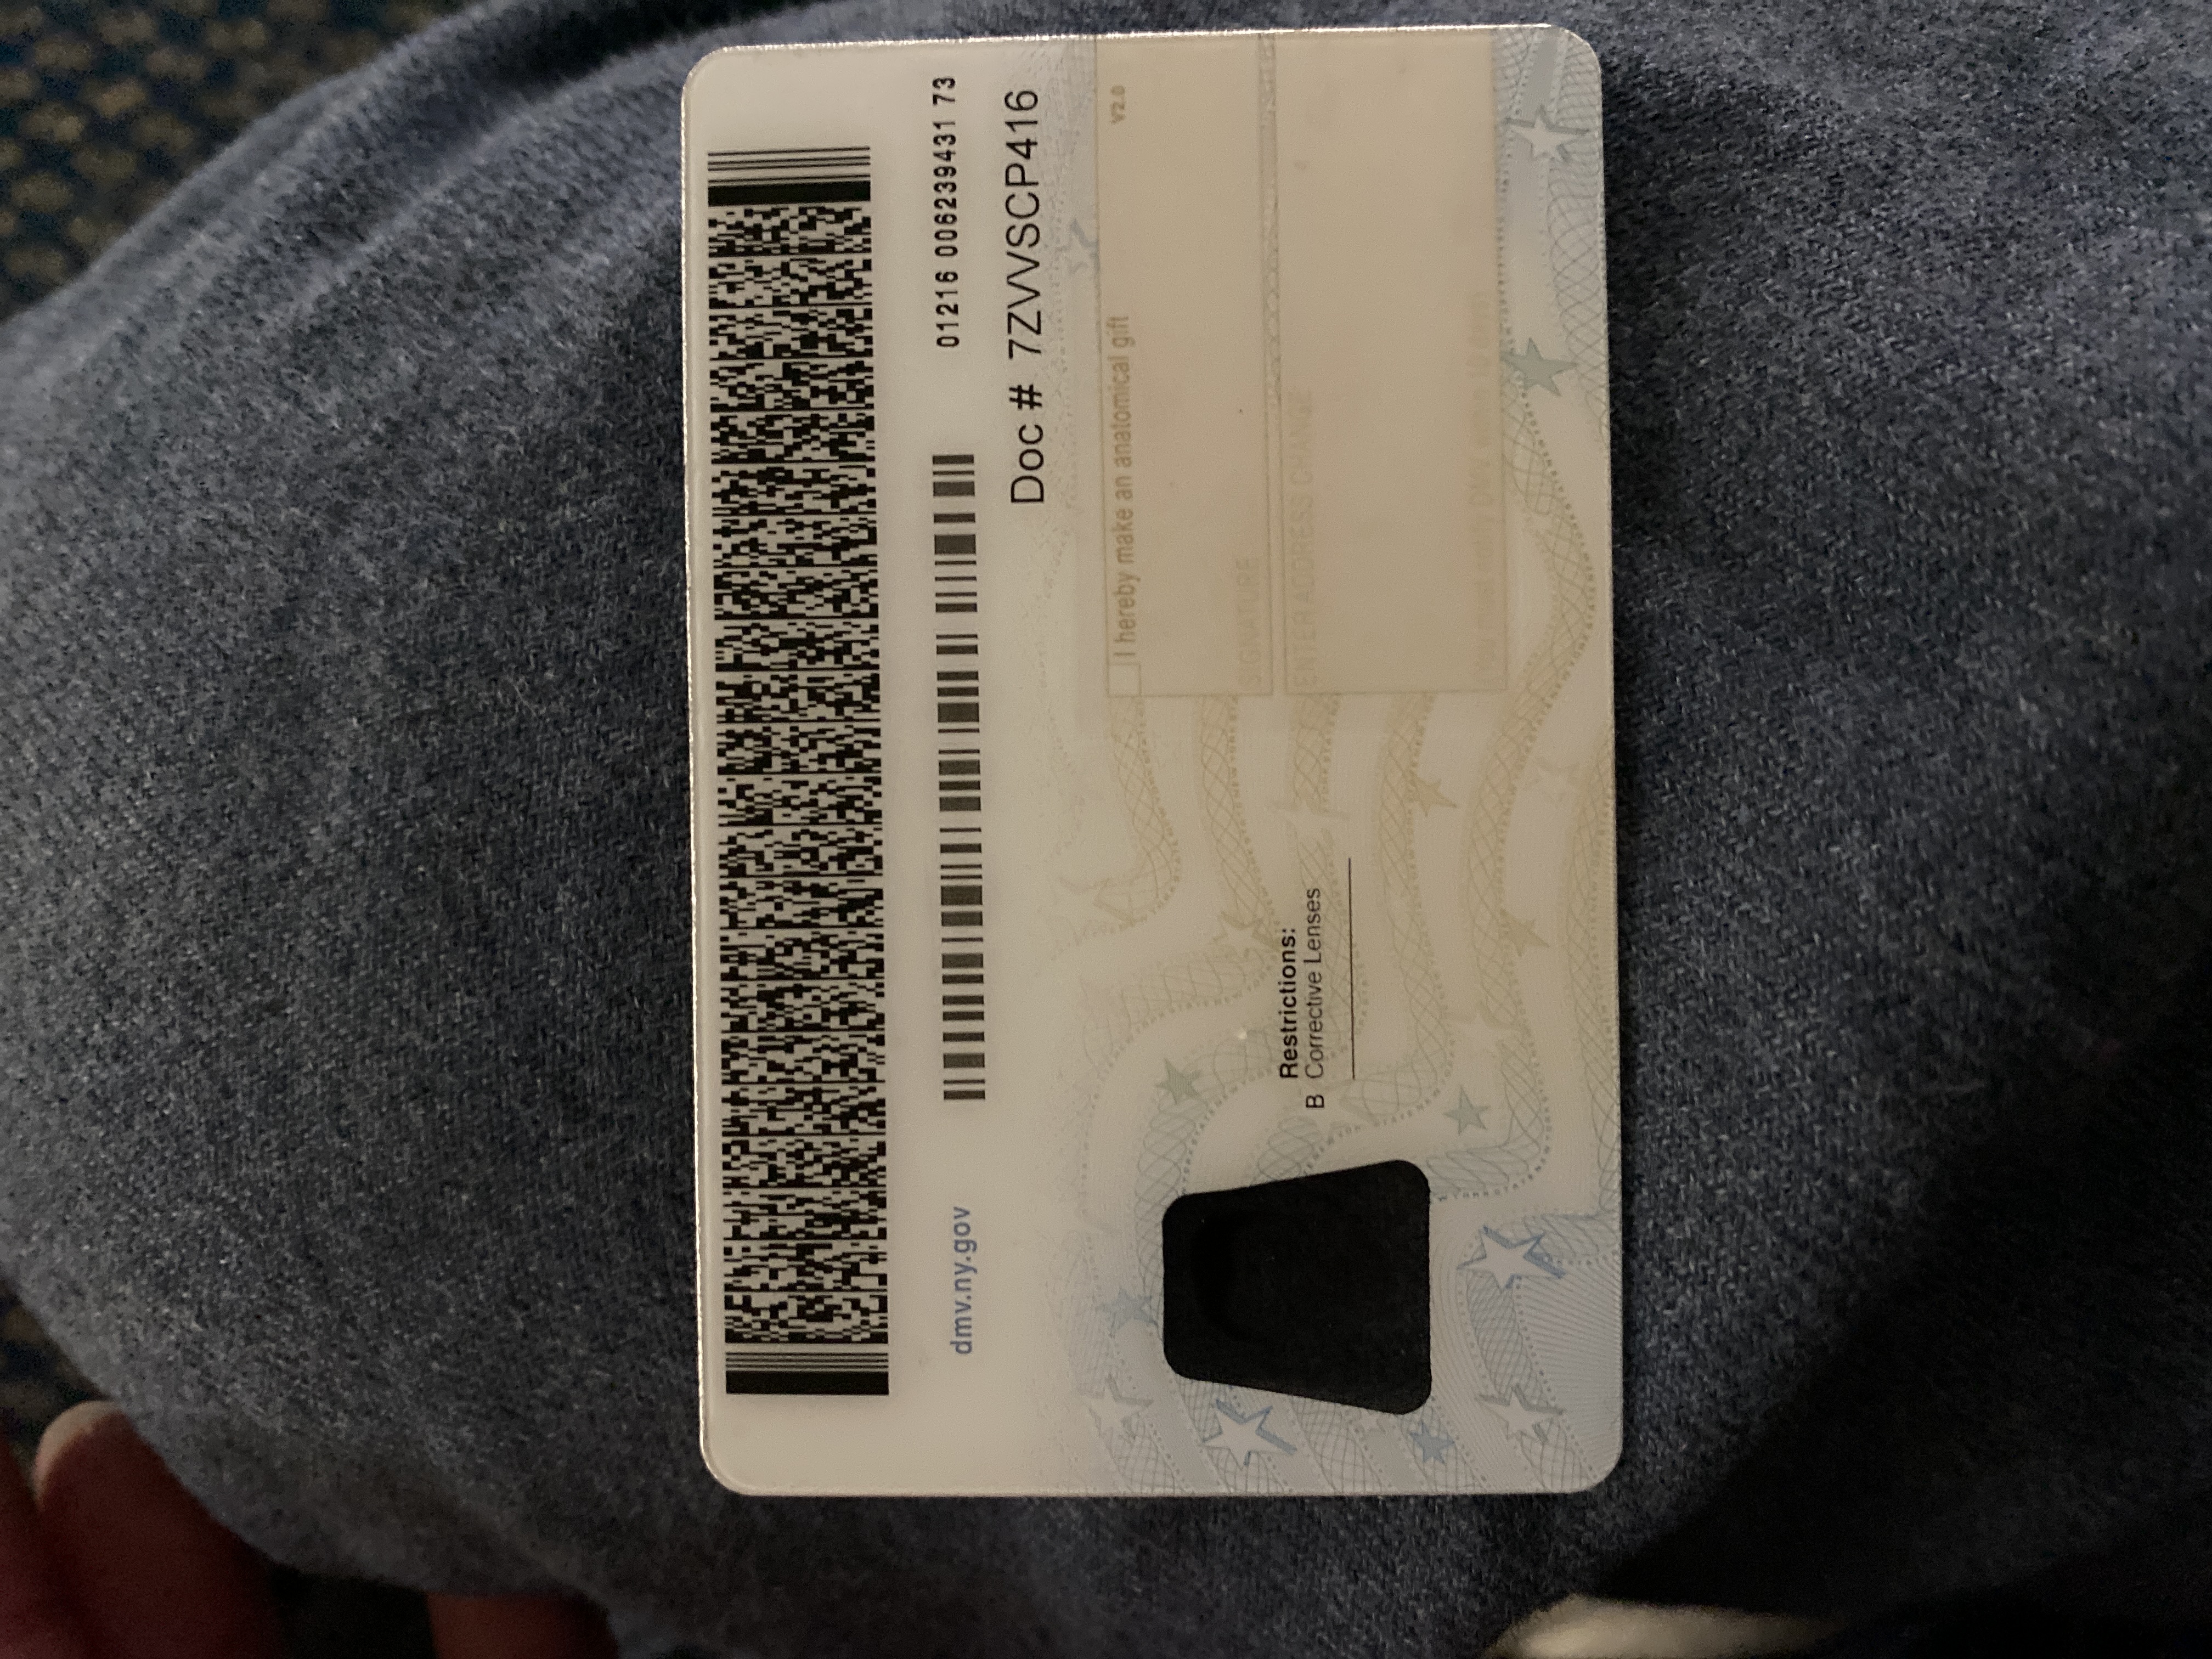 dmv.ny.gov
01216 006239431 73
Doc # 7ZVVSCP416
I hereby make an anatomical gift V2.0
SIGNATURE
ENTER ADDRESS CHANGE
Restrictions:
B Corrective Lenses
(You must notify DMV within 10 days)